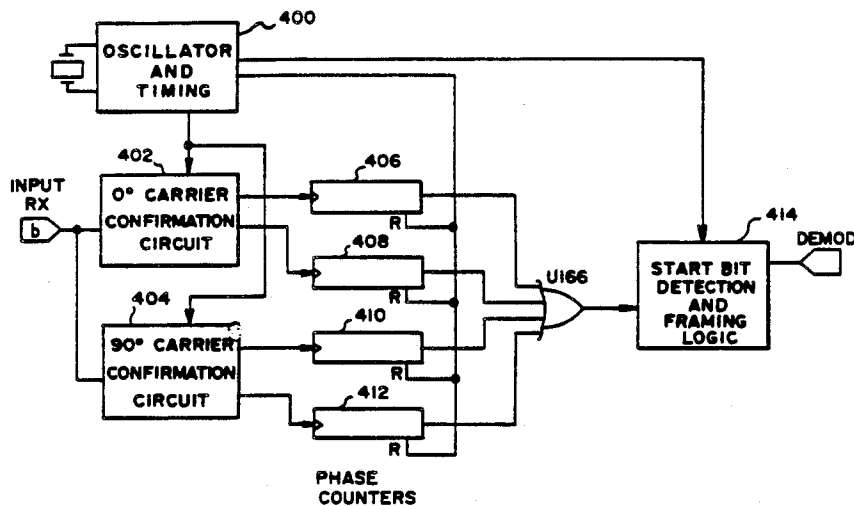 400
OSCILLATOR
AND
TIMING
402
INPUT
RX
b
0° CARRIER
CONFIRMATION
CIRCUIT
406
R
408
R
404
90° CARRIER
CONFIRMATION
CIRCUIT
410
R
412
R
PHASE
COUNTERS
U166
414
START BIT
DETECTION
AND
FRAMING
LOGIC
DEMOD